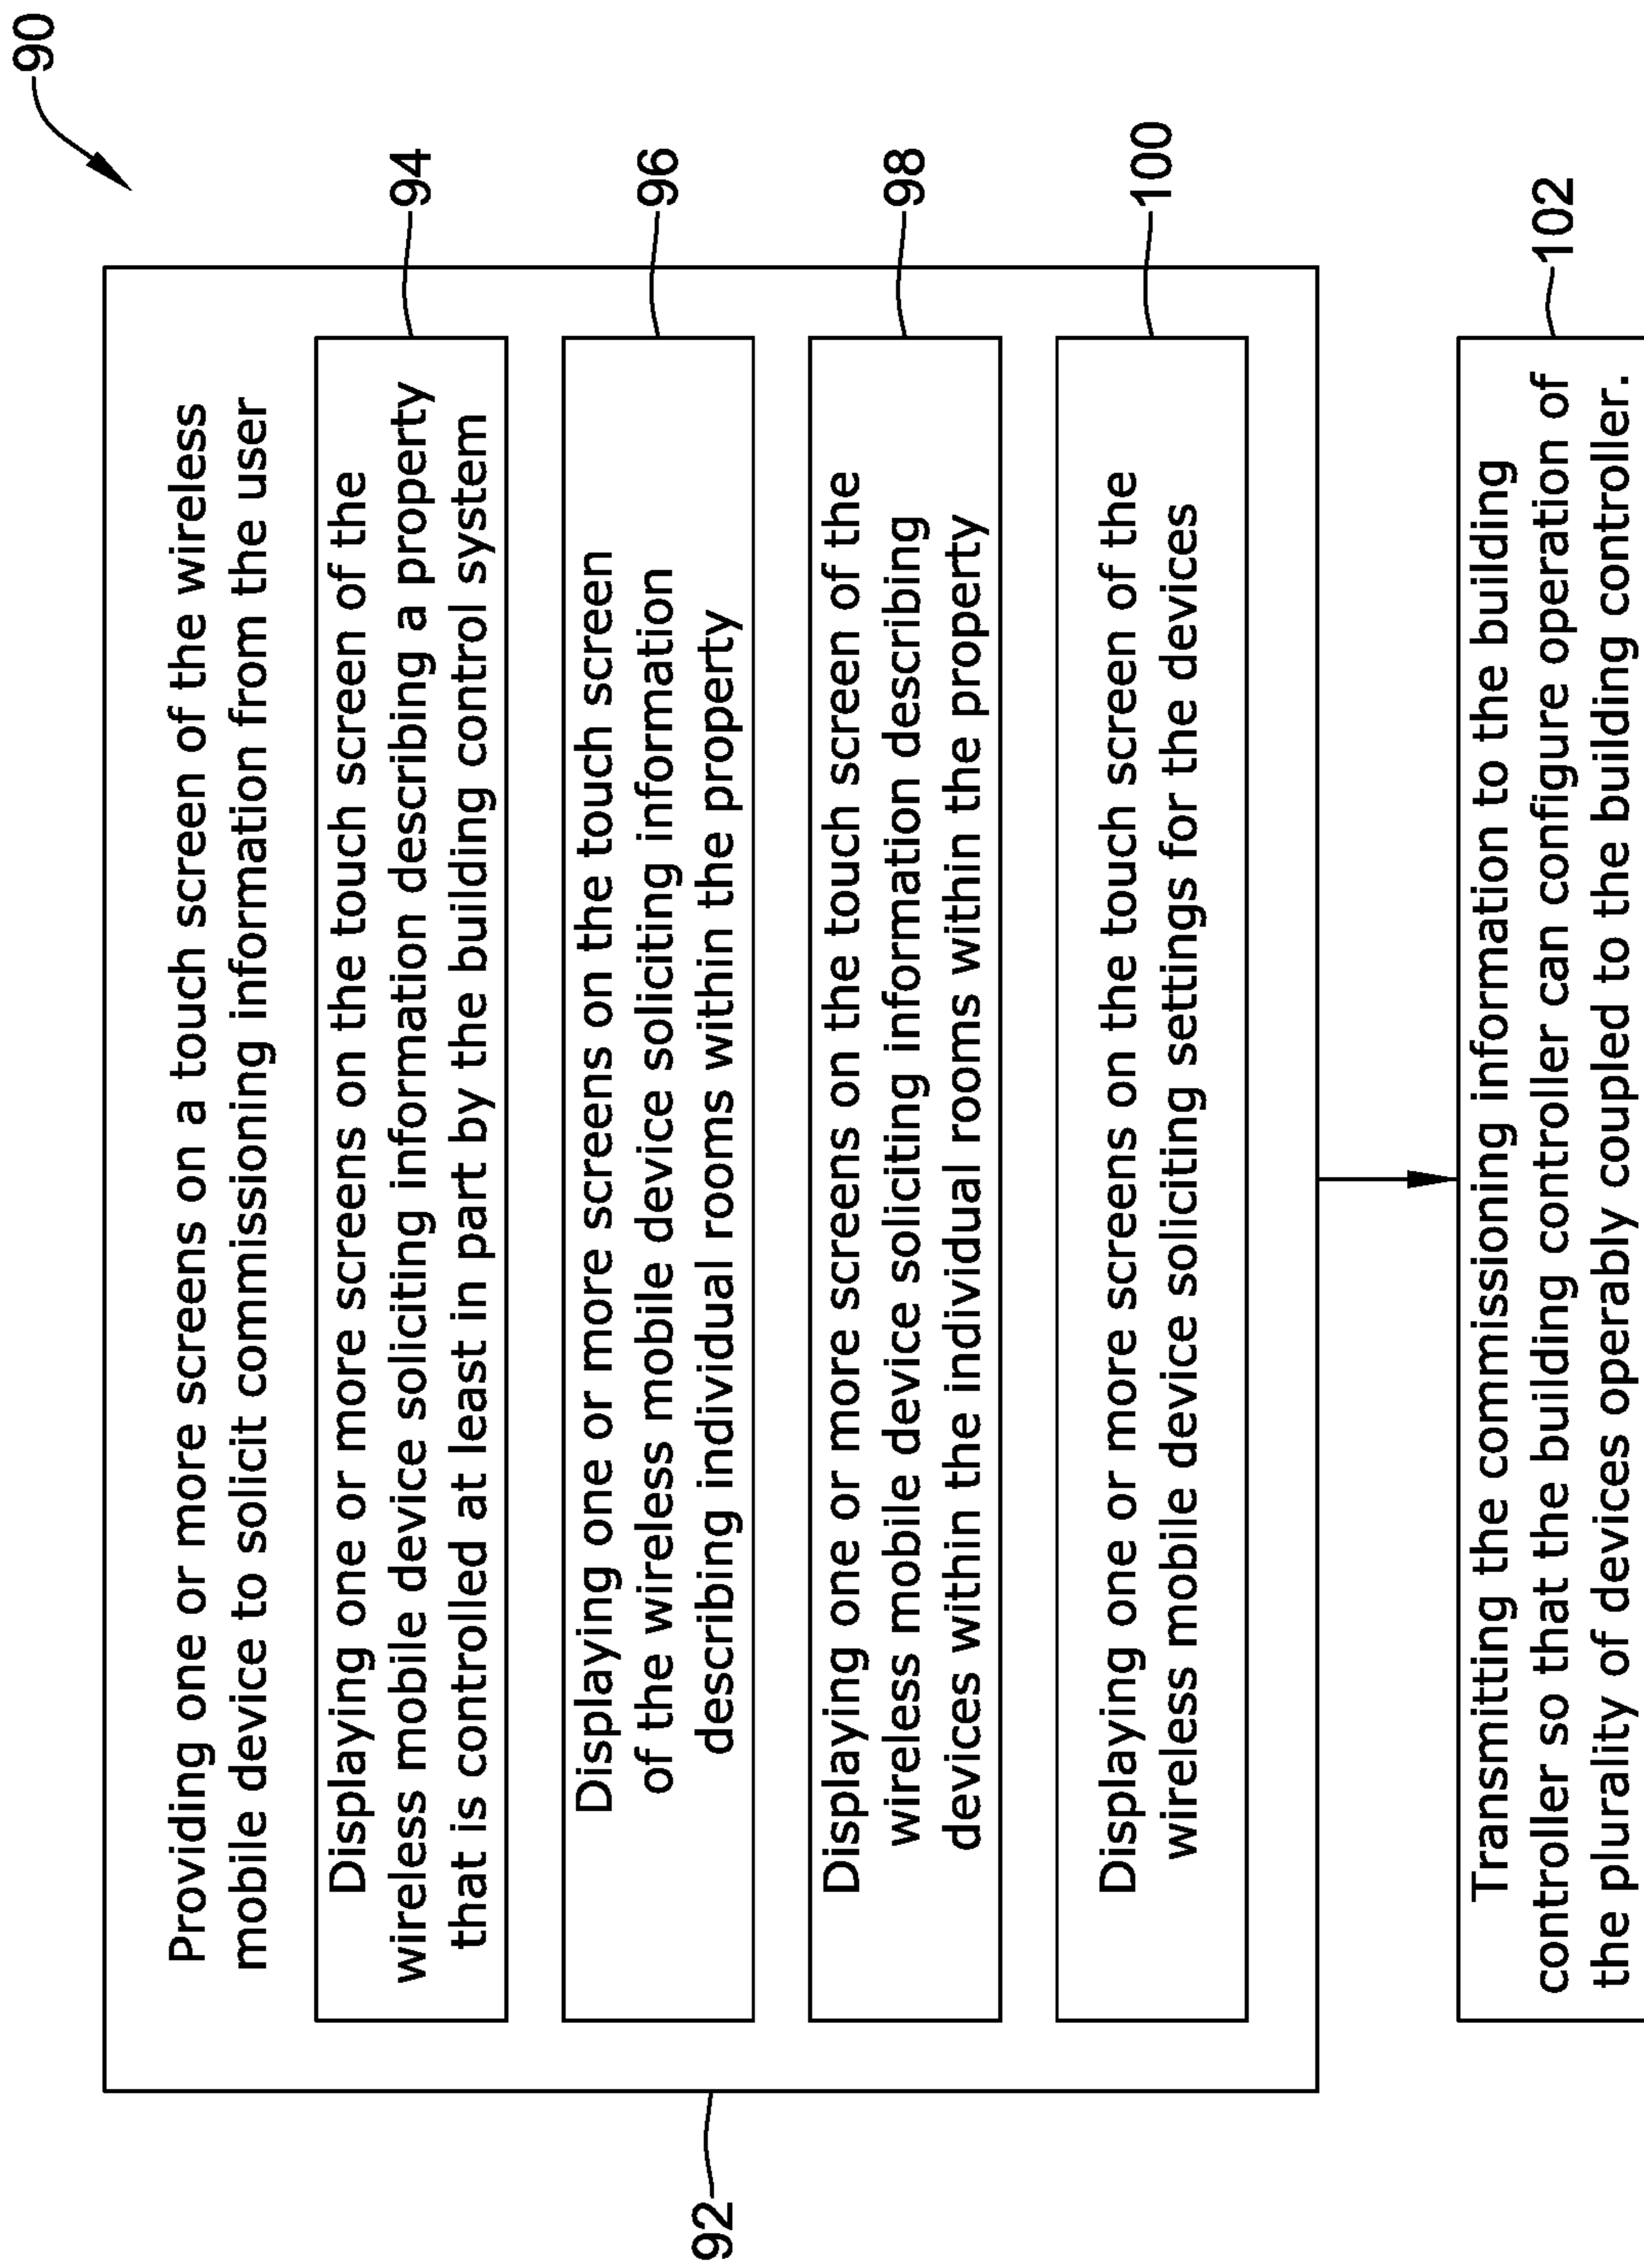 90
Providing one or more screens on a touch screen of the wireless
mobile device to solicit commissioning information from the user
92
Displaying one or more screens on the touch screen of the
wireless mobile device soliciting information describing a property
that is controlled at least in part by the building control system
94
Displaying one or more screens on the touch screen
of the wireless mobile device soliciting information
describing individual rooms within the property
96
Displaying one or more screens on the touch screen of the
wireless mobile device soliciting information describing
devices within the individual rooms within the property
98
Displaying one or more screens on the touch screen of the
wireless mobile device soliciting settings for the devices
100
Transmitting the commissioning information to the building
controller so that the building controller can configure operation of
the plurality of devices operably coupled to the building controller.
102